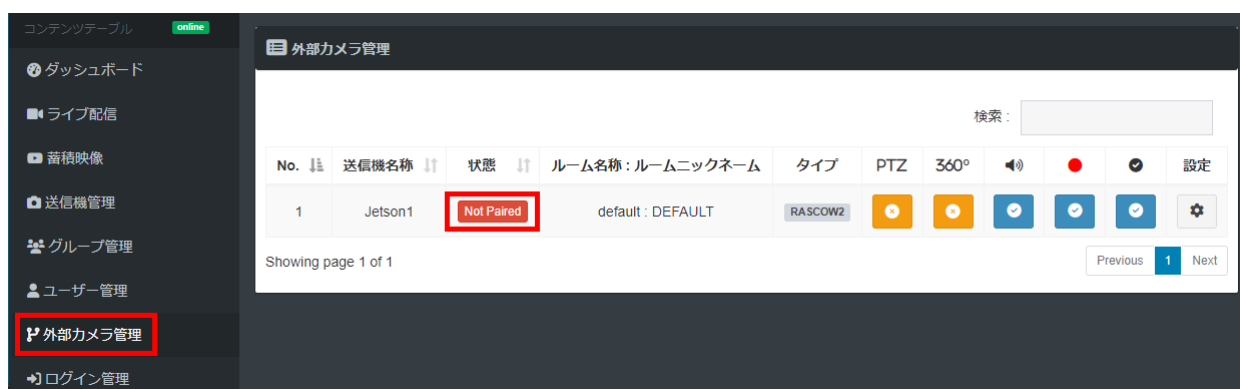 コンテンツテーブル online
ダッシュボード
ライブ配信
蓄積映像
送信機管理
グループ管理
ユーザー管理
外部カメラ管理
ログイン管理
外部カメラ管理
検索 :
No. 送信機名称 状態 ルーム名称 : ルームニックネーム タイプ PTZ 360° 設定
1 Jetson1 Not Paired default : DEFAULT RASCOW2
Showing page 1 of 1
Previous 1 Next